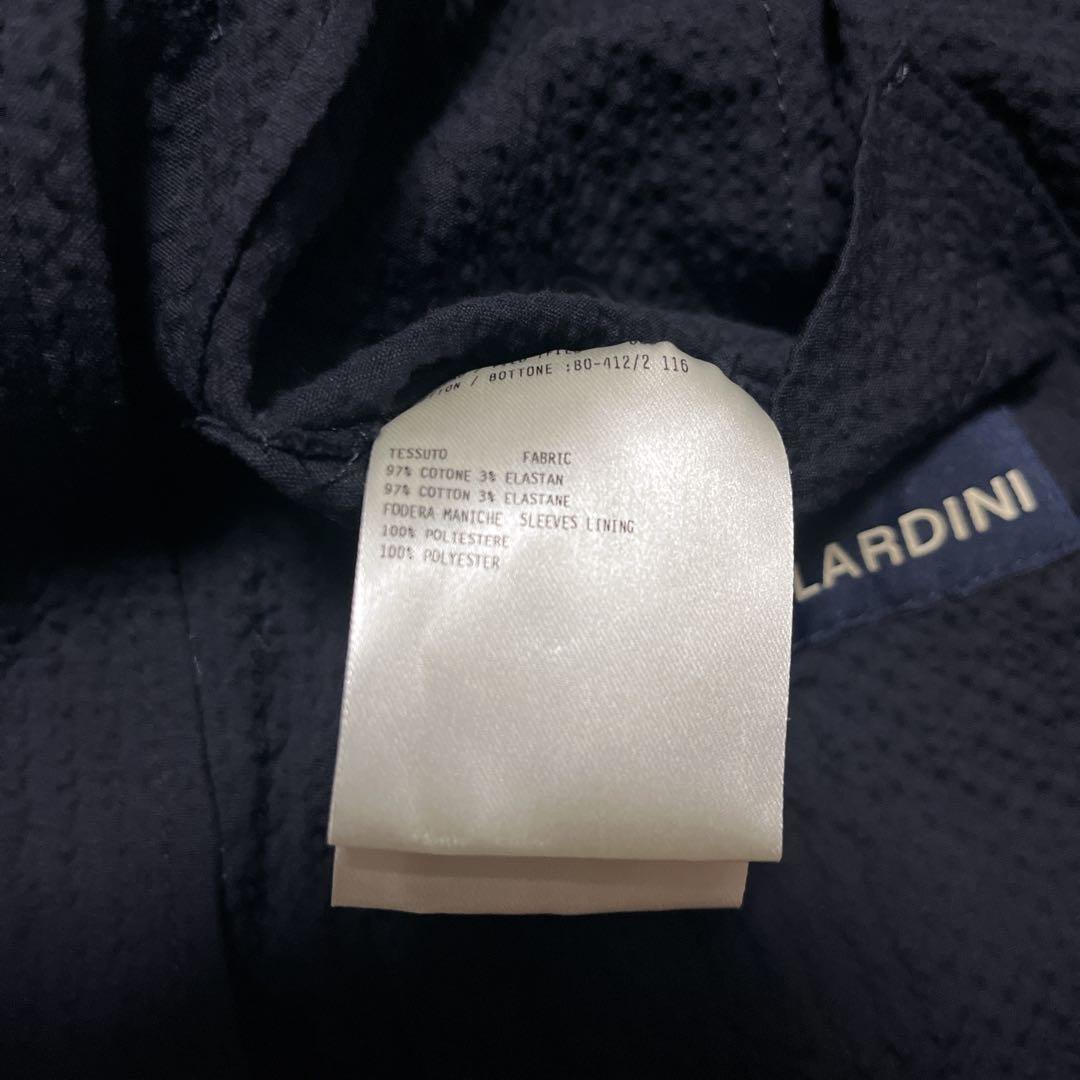 BOTTONE :BO-412/2 116
TESSUTO FABRIC
97% COTONE 3% ELASTAN
97% COTTON 3% ELASTANE
FODERA MANICHE SLEEVES LINING
100% POLIESTERE
100% POLYESTER
LARDINI